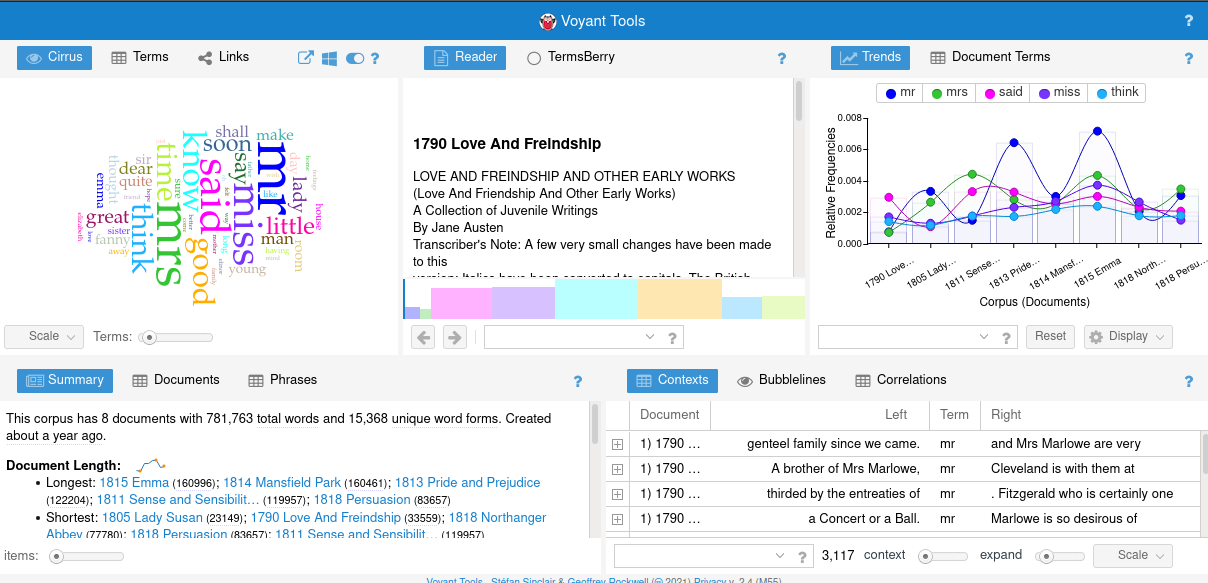 Voyant Tools ?
Cirrus Terms Links ?
shall make
soon
sir
dear
quite
thought
time
know
said
say
mr
day
lady
emma
sure
like
great
sister
think
mrs
miss
little
house
fanny
away
good
man
having
room
young
Scale Terms:
Reader TermsBerry ?
1790 Love And Freindship
LOVE AND FREINDSHIP AND OTHER EARLY WORKS
(Love And Friendship And Other Early Works)
A Collection of Juvenile Writings
By Jane Austen
Transcriber's Note: A few very small changes have been made
to this
version: Italics have been converted to capitals. The British
?
Trends Document Terms ?
mr mrs said miss think
Relative Frequencies
0.008
0.006
0.004
0.002
0.000
1790 Love…
1805 Lady…
1811 Sense…
1813 Pride…
1814 Mansf…
1815 Emma
1818 North…
1818 Persu…
Corpus (Documents)
? Reset Display
Summary Documents Phrases ?
This corpus has 8 documents with 781,763 total words and 15,368 unique word forms. Created
about a year ago.
Document Length:
• Longest: 1815 Emma (160996); 1814 Mansfield Park (160461); 1813 Pride and Prejudice
(122204); 1811 Sense and Sensibilit… (119957); 1818 Persuasion (83657)
• Shortest: 1805 Lady Susan (23149); 1790 Love And Freindship (33559); 1818 Northanger
Abbey (77780); 1818 Persuasion (83657); 1811 Sense and Sensibilit… (119957)
items:
Contexts Bubblelines Correlations ?
Document Left Term Right
1) 1790 ... genteel family since we came. mr and Mrs Marlowe are very
1) 1790 ... A brother of Mrs Marlowe, mr Cleveland is with them at
1) 1790 ... thirded by the entreaties of mr . Fitzgerald who is certainly one
1) 1790 ... a Concert or a Ball. mr Marlowe is so desirous of
? 3,117 context expand Scale
Voyant Tools , Stéfan Sinclair & Geoffrey Rockwell (© 2021) Privacy v. 2.4 (M55)